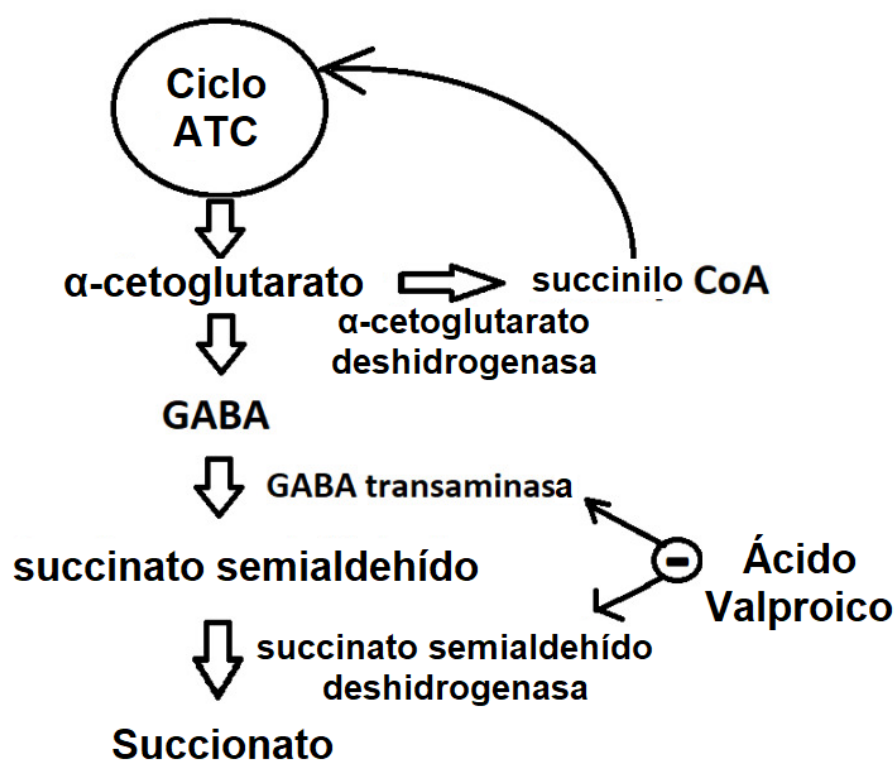 Ciclo
ATC
α-cetoglutarato
succinilo CoA
α-cetoglutarato
deshidrogenasa
GABA
GABA transaminasa
succinato semialdehído
Ácido
Valproico
succinato semialdehído
deshidrogenasa
Succionato